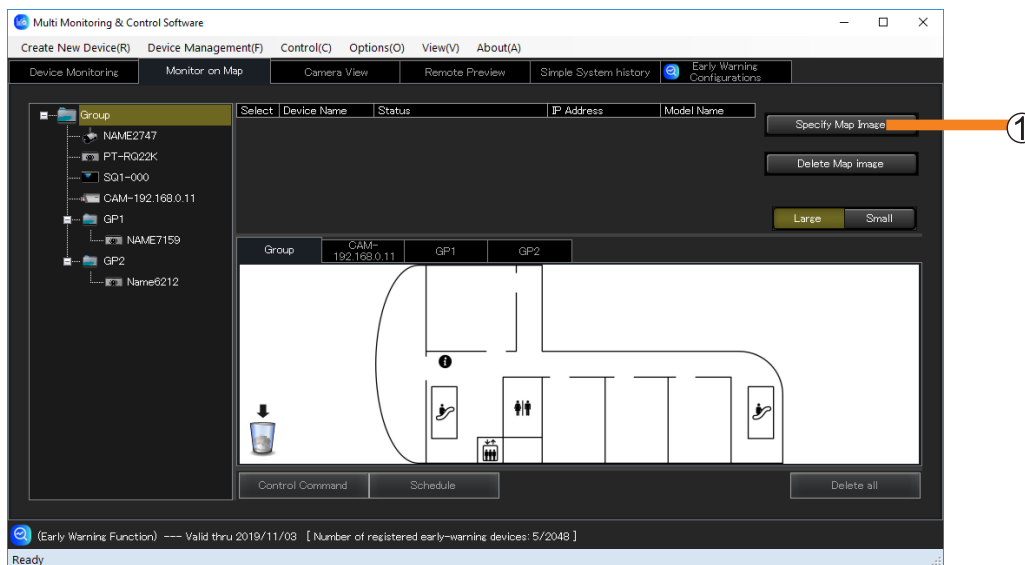 Multi Monitoring & Control Software
Create New Device(R) Device Management(F) Control(C) Options(O) View(V) About(A)
Device Monitoring Monitor on Map Camera View Remote Preview Simple System history Early Warning Configurations
Group
NAME2747
PT-RQ22K
SQ1-000
CAM-192.168.0.11
GP1
NAME7159
GP2
Name6212
Select Device Name Status IP Address Model Name
Specify Map Image
①
Delete Map image
Large Small
Group CAM-192.168.0.11 GP1 GP2
Control Command Schedule Delete all
(Early Warning Function) --- Valid thru 2019/11/03 [ Number of registered early-warning devices: 5/2048 ]
Ready